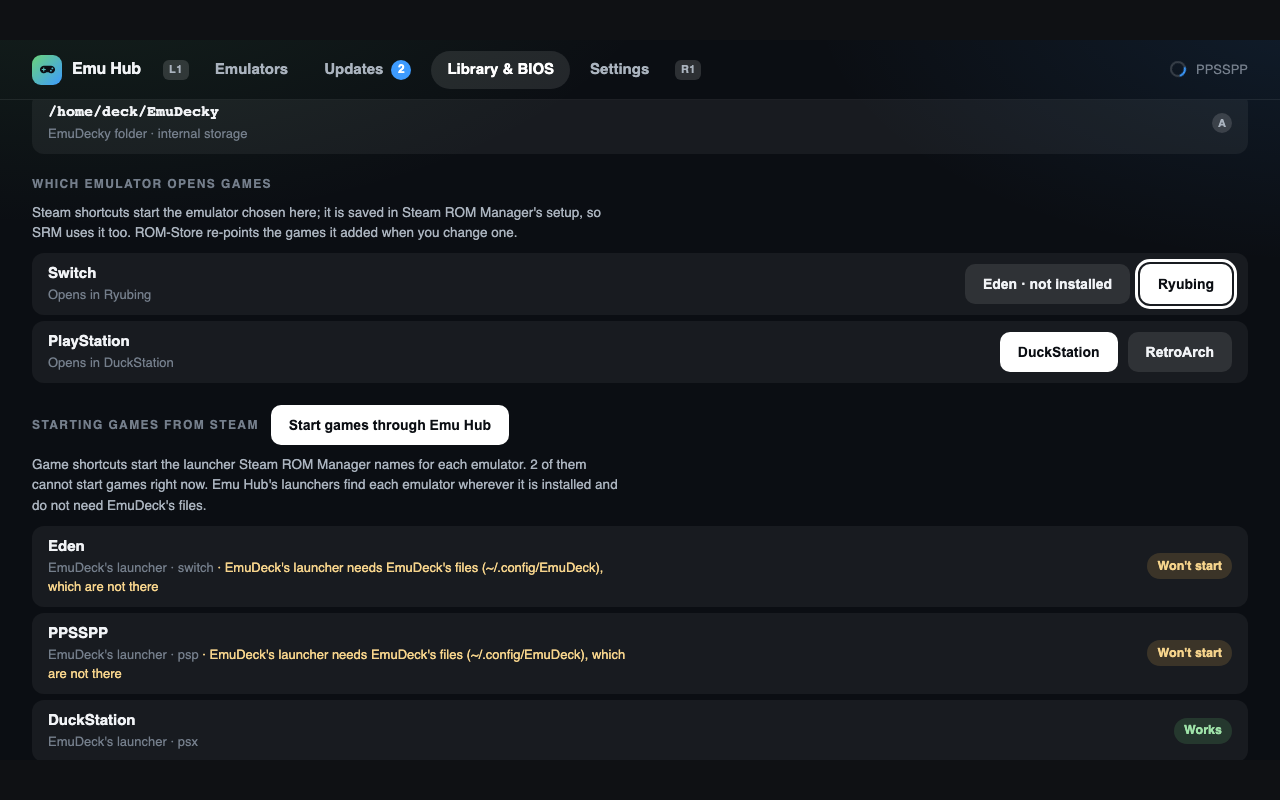 Emu Hub
L1
Emulators
Updates 2
Library & BIOS
Settings
R1
PPSSPP
/home/deck/EmuDecky
EmuDecky folder · internal storage
A
WHICH EMULATOR OPENS GAMES
Steam shortcuts start the emulator chosen here; it is saved in Steam ROM Manager's setup, so
SRM uses it too. ROM-Store re-points the games it added when you change one.
Switch
Opens in Ryubing
Eden · not installed
Ryubing
PlayStation
Opens in DuckStation
DuckStation
RetroArch
STARTING GAMES FROM STEAM
Start games through Emu Hub
Game shortcuts start the launcher Steam ROM Manager names for each emulator. 2 of them
cannot start games right now. Emu Hub's launchers find each emulator wherever it is installed and
do not need EmuDeck's files.
Eden
EmuDeck's launcher · switch · EmuDeck's launcher needs EmuDeck's files (~/.config/EmuDeck),
which are not there
Won't start
PPSSPP
EmuDeck's launcher · psp · EmuDeck's launcher needs EmuDeck's files (~/.config/EmuDeck), which
are not there
Won't start
DuckStation
EmuDeck's launcher · psx
Works